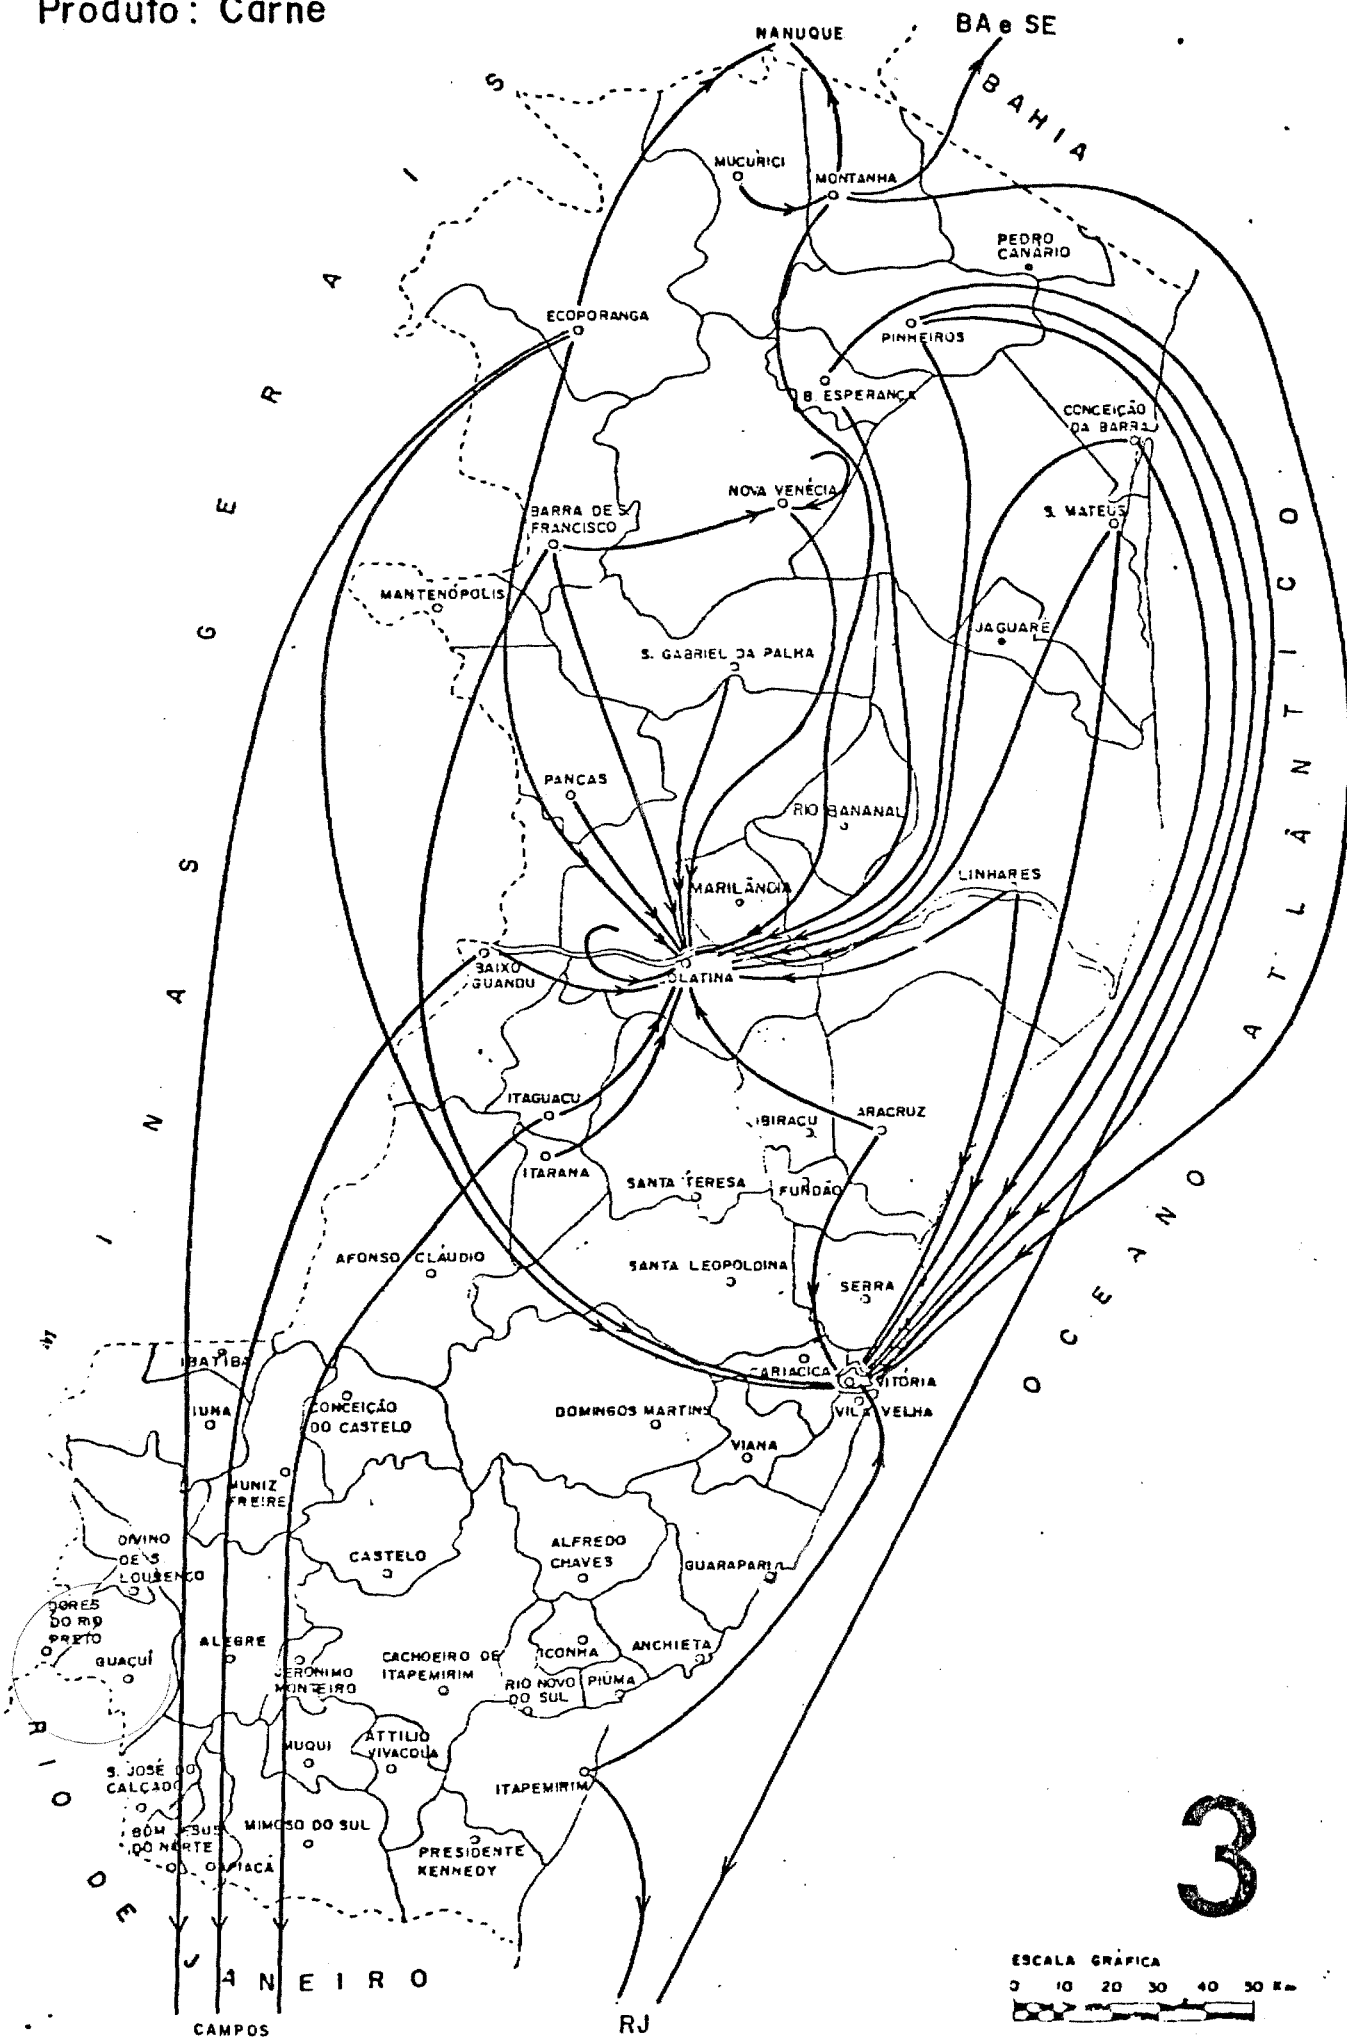 Produto: Carne
NANUQUE
BA e SE
BAHIA
MINAS GERAIS
MUCURICI
MONTANHA
PEDRO
CANÁRIO
ECOPORANGA
PINHEIROS
B. ESPERANÇA
CONCEIÇÃO
DA BARRA
NOVA VENÉCIA
BARRA DE S.
FRANCISCO
S. MATEUS
MANTENÓPOLIS
JAGUARÉ
S. GABRIEL DA PALHA
PANCAS
RIO BANANAL
LINHARES
MARILÂNDIA
BAIXO
GUANDU
OLATINA
OCEANO ATLÂNTICO
ITAGUAÇU
IBIRAÇU
ARACRUZ
ITARANA
SANTA TERESA
FUNDÃO
AFONSO CLÁUDIO
SANTA LEOPOLDINA
SERRA
IBATIBA
CARIACICA
VITÓRIA
VILA VELHA
IUNA
CONCEIÇÃO
DO CASTELO
DOMINGOS MARTINS
VIANA
MUNIZ
FREIRE
DIVINO
DE S.
LOURENÇO
CASTELO
ALFREDO
CHAVES
GUARAPARI
DORES
DO RIO
PRETO
GUAÇUÍ
ALEGRE
JERONIMO
MONTEIRO
CACHOEIRO DE
ITAPEMIRIM
ICONHA
ANCHIETA
RIO NOVO
DO SUL
PIÚMA
MUQUI
ATTILIO
VIVACQUA
S. JOSÉ DO
CALÇADO
ITAPEMIRIM
BOM JESUS
DO NORTE
APIACÁ
MIMOSO DO SUL
PRESIDENTE
KENNEDY
RIO DE JANEIRO
CAMPOS
RJ
3
ESCALA GRÁFICA
0 10 20 30 40 50 Km